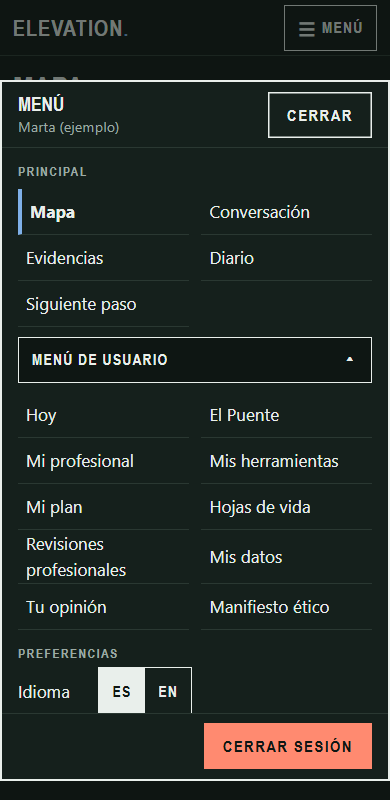 ELEVATION.
☰ MENÚ
MAPA
MENÚ
Marta (ejemplo)
CERRAR
PRINCIPAL
Mapa
Conversación
Evidencias
Diario
Siguiente paso
MENÚ DE USUARIO
Hoy
El Puente
Mi profesional
Mis herramientas
Mi plan
Hojas de vida
Revisiones
profesionales
Mis datos
Tu opinión
Manifiesto ético
PREFERENCIAS
Idioma
ES
EN
CERRAR SESIÓN